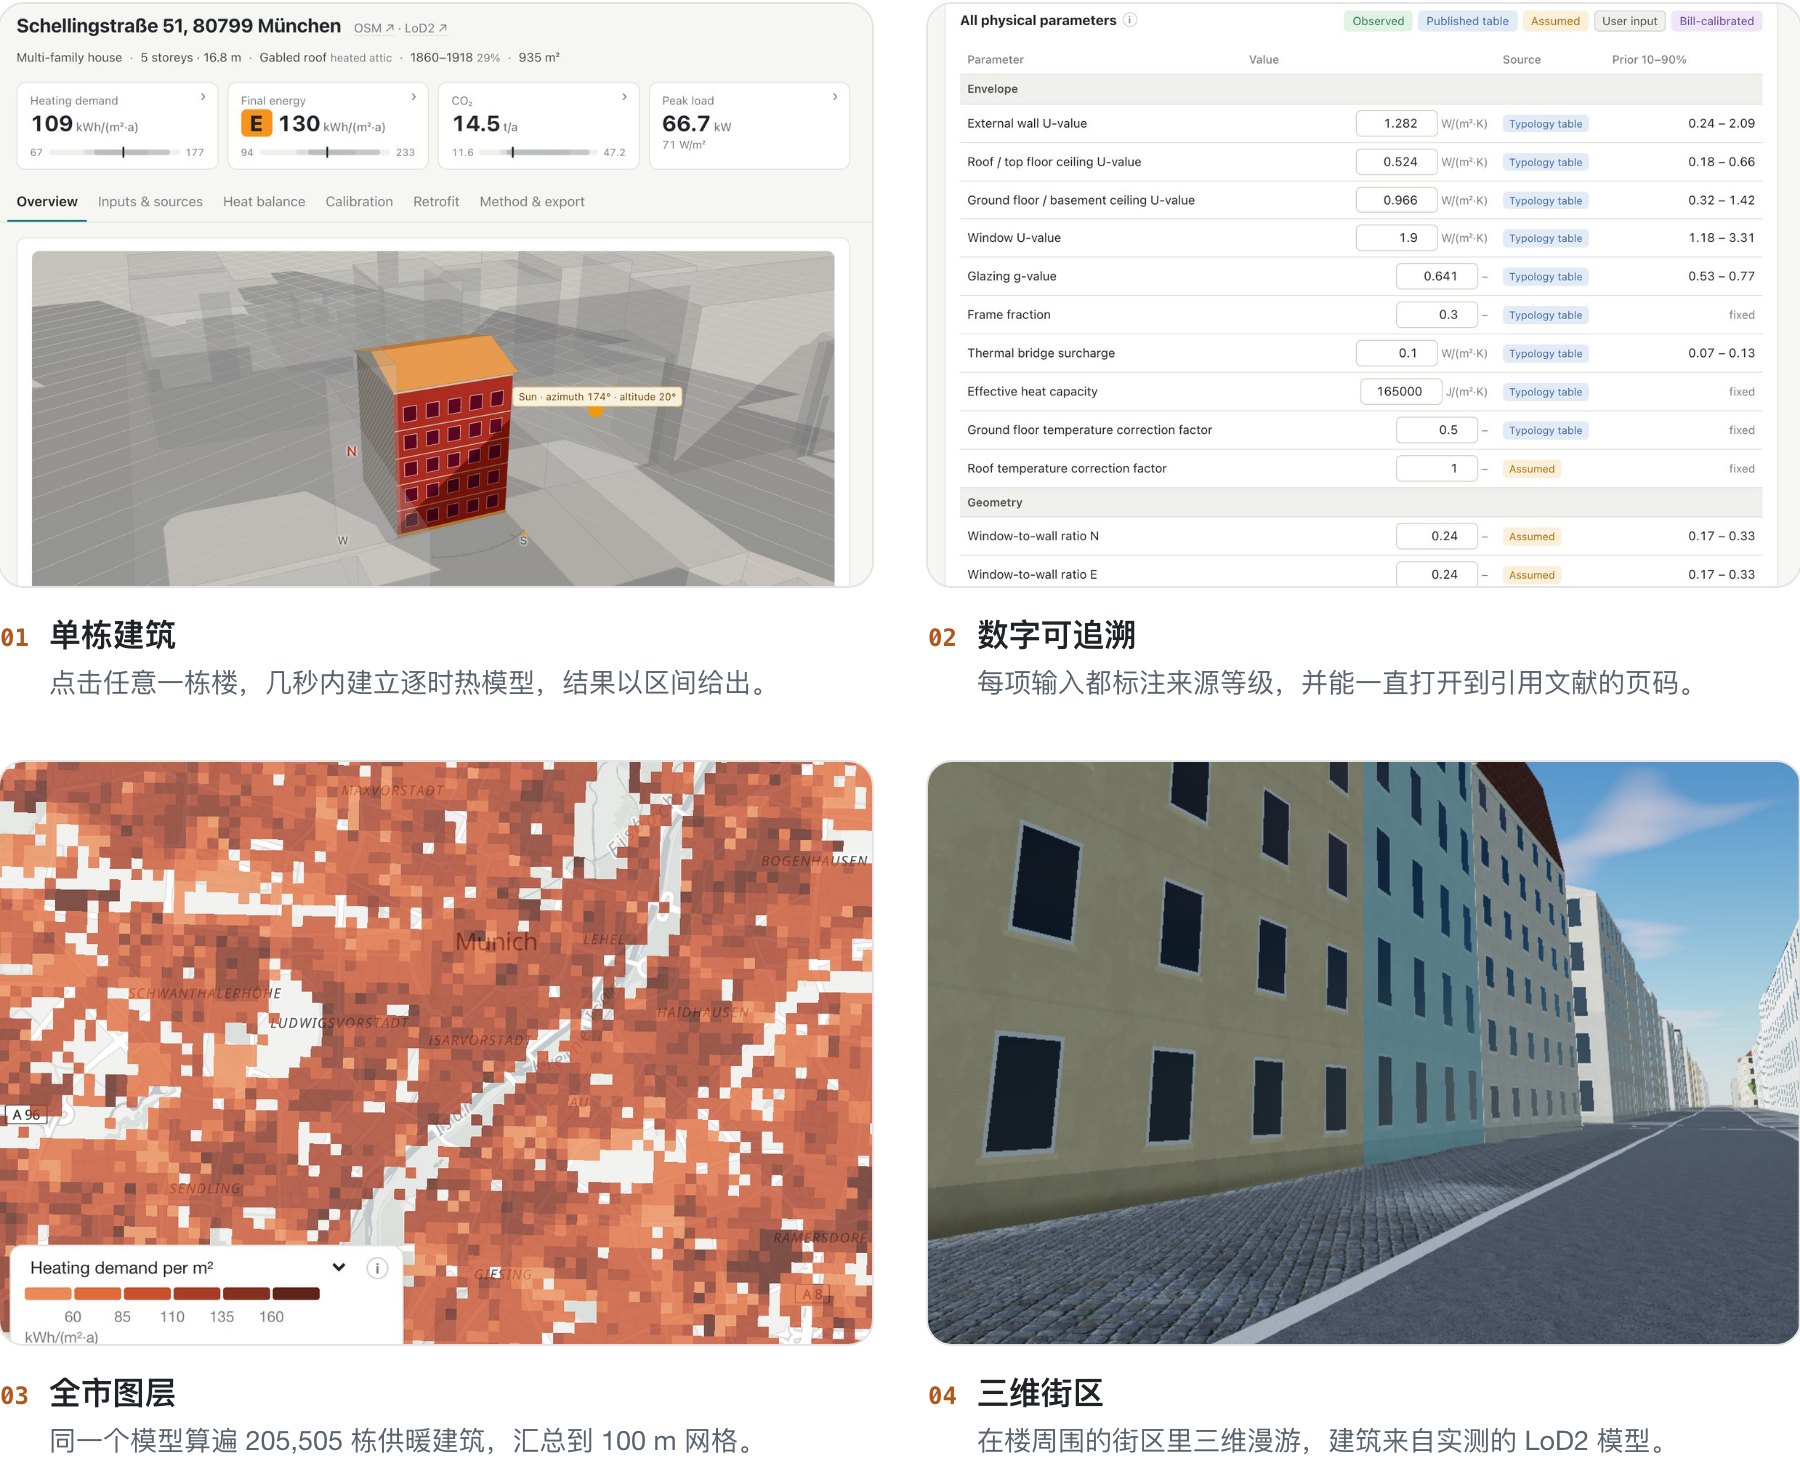 Schellingstraße 51, 80799 München OSM ↗ · LoD2 ↗
Multi-family house · 5 storeys · 16.8 m · Gabled roof heated attic · 1860–1918 29% · 935 m²
Heating demand ›
109 kWh/(m²·a)
67 177
Final energy ›
E 130 kWh/(m²·a)
94 233
CO₂ ›
14.5 t/a
11.6 47.2
Peak load ›
66.7 kW
71 W/m²
Overview Inputs & sources Heat balance Calibration Retrofit Method & export
Sun · azimuth 174° · altitude 20°
N
W
S
01 单栋建筑
点击任意一栋楼，几秒内建立逐时热模型，结果以区间给出。
All physical parameters i Observed Published table Assumed User input Bill-calibrated
Parameter Value Source Prior 10–90%
Envelope
External wall U-value 1.282 W/(m²·K) Typology table 0.24 – 2.09
Roof / top floor ceiling U-value 0.524 W/(m²·K) Typology table 0.18 – 0.66
Ground floor / basement ceiling U-value 0.966 W/(m²·K) Typology table 0.32 – 1.42
Window U-value 1.9 W/(m²·K) Typology table 1.18 – 3.31
Glazing g-value 0.641 – Typology table 0.53 – 0.77
Frame fraction 0.3 – Typology table fixed
Thermal bridge surcharge 0.1 W/(m²·K) Typology table 0.07 – 0.13
Effective heat capacity 165000 J/(m²·K) Typology table fixed
Ground floor temperature correction factor 0.5 – Typology table fixed
Roof temperature correction factor 1 – Assumed fixed
Geometry
Window-to-wall ratio N 0.24 – Assumed 0.17 – 0.33
Window-to-wall ratio E 0.24 – Assumed 0.17 – 0.33
02 数字可追溯
每项输入都标注来源等级，并能一直打开到引用文献的页码。
MAXVORSTADT
Eisbach
BOGENHAUSEN
Munich
LEHEL
SCHWANTHALERHÖHE
LUDWIGSVORSTADT
HAIDHAUSEN
ISARVORSTADT
AU
A 96
SENDLING
RAMERSDORF
GIESING
A 8
Heating demand per m² i
60 85 110 135 160
kWh/(m²·a)
03 全市图层
同一个模型算遍 205,505 栋供暖建筑，汇总到 100 m 网格。
04 三维街区
在楼周围的街区里三维漫游，建筑来自实测的 LoD2 模型。